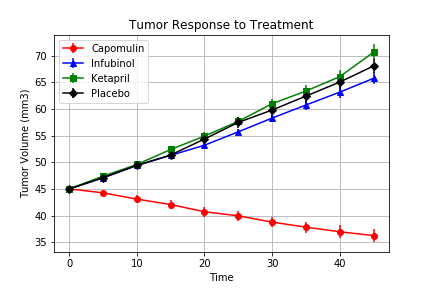 Tumor Response to Treatment
Capomulin
Infubinol
Ketapril
Placebo
Tumor Volume (mm3)
70
65
60
55
50
45
40
35
0 10 20 30 40
Time